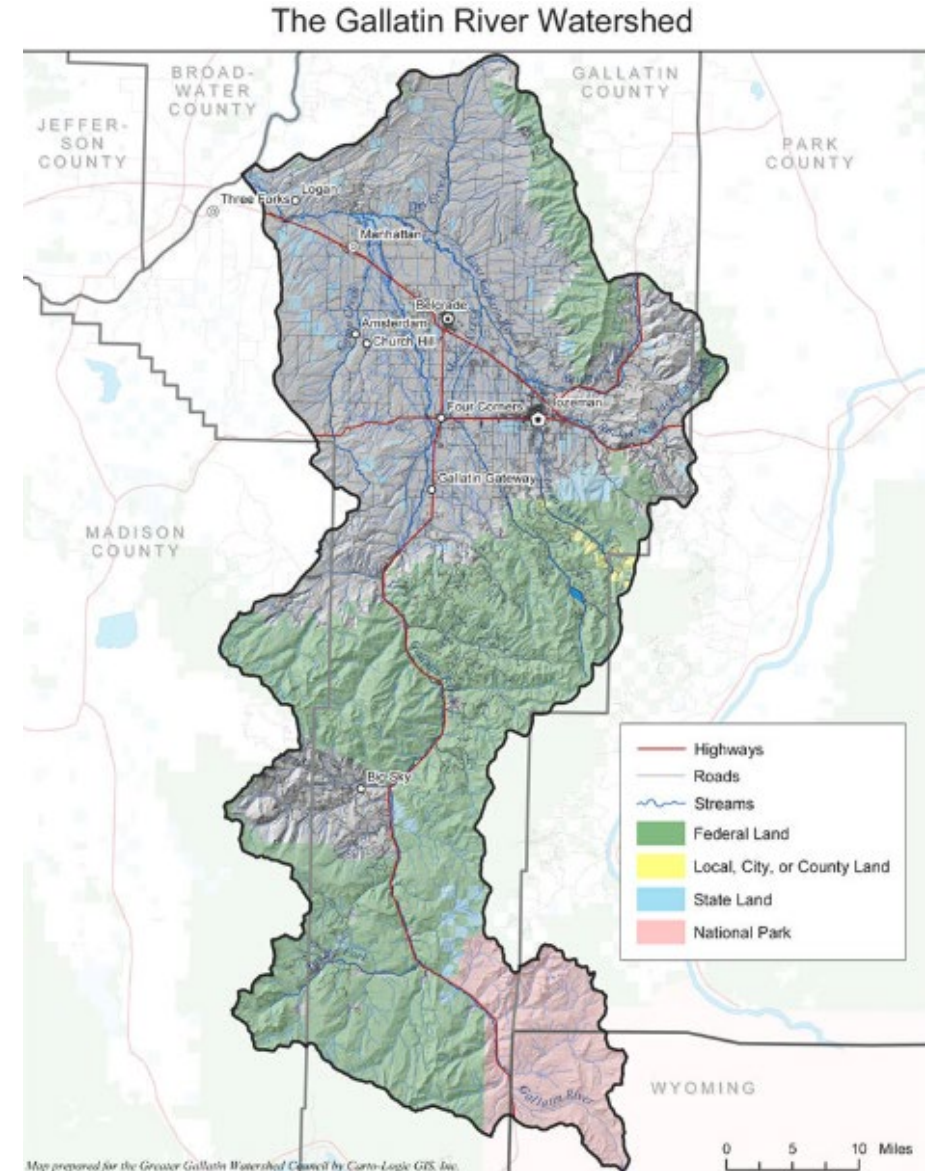 The Gallatin River Watershed
BROAD-
WATER
COUNTY
GALLATIN
COUNTY
JEFFER-
SON
COUNTY
PARK
COUNTY
Logan
Three Forks
Manhattan
Dry Creek
Belgrade
Amsterdam
Church Hill
Four Corners
Bozeman
Gallatin Gateway
MADISON
COUNTY
Big Sky
Highways
Roads
Streams
Federal Land
Local, City, or County Land
State Land
National Park
WYOMING
Gallatin River
0 5 10 Miles
Map prepared for the Greater Gallatin Watershed Council by Carto-Logic GIS, Inc.